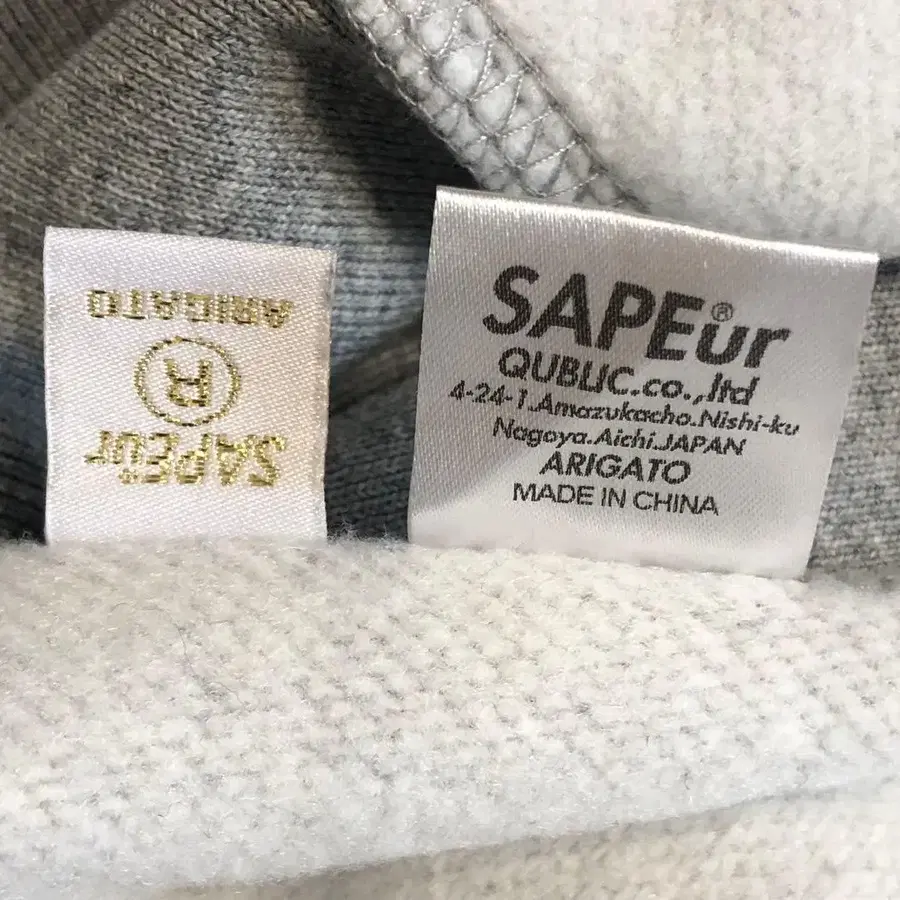 ARIGATO
R
SAPEur
SAPEur®
QUBLIC.co.,ltd
4-24-1.Amazukacho.Nishi-ku
Nagoya.Aichi.JAPAN
ARIGATO
MADE IN CHINA